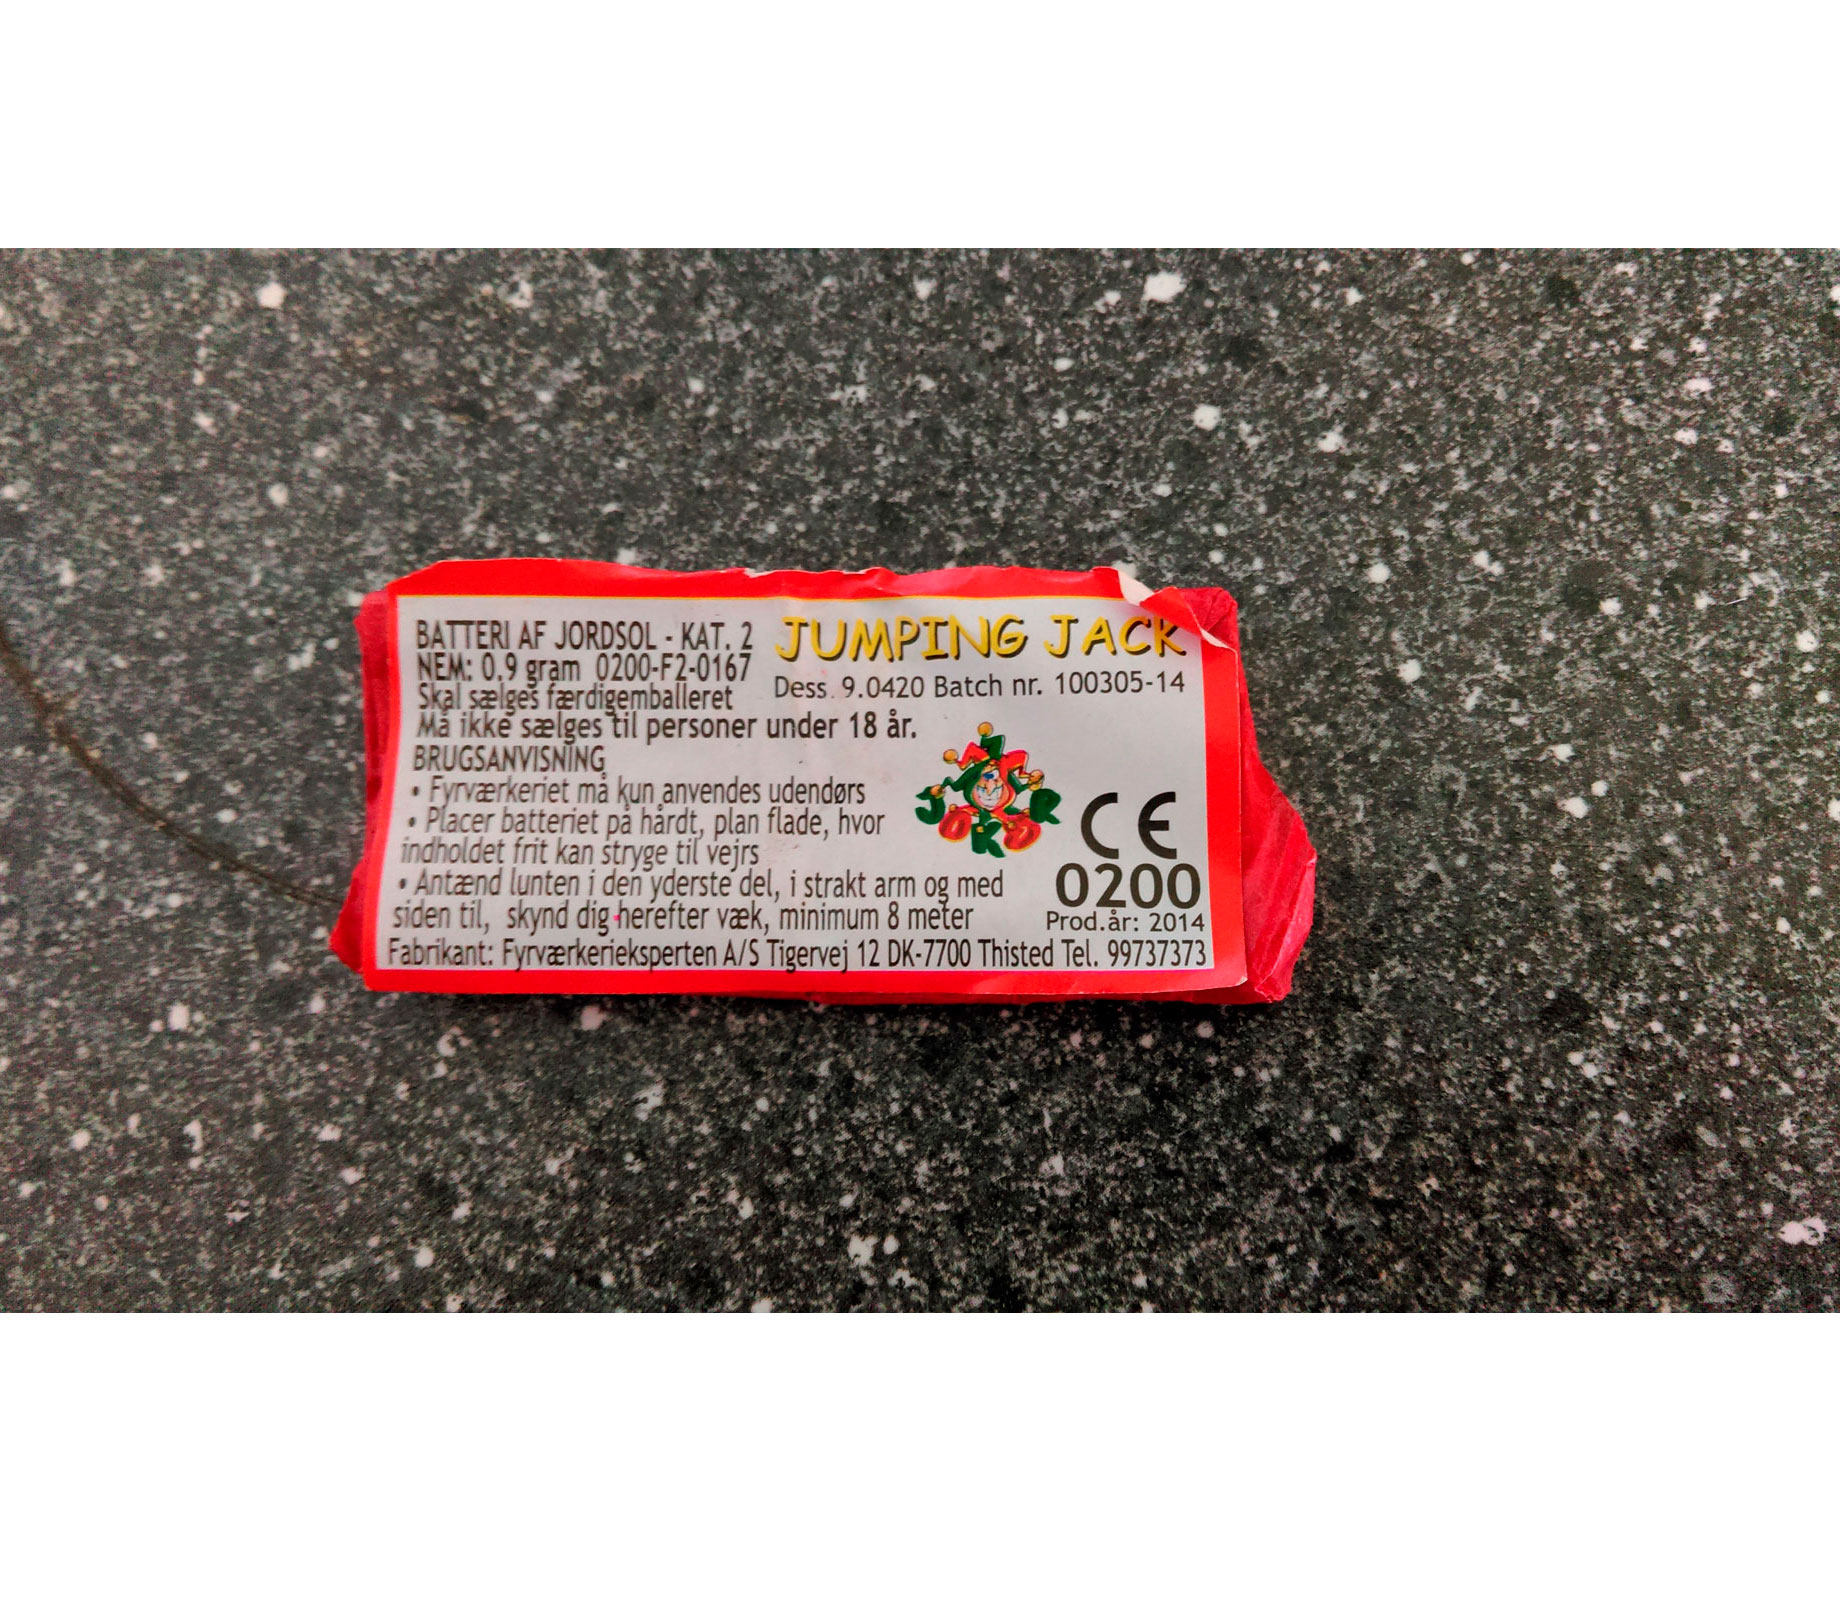 BATTERI AF JORDSOL - KAT. 2
NEM: 0.9 gram 0200-F2-0167
Skal sælges færdigemballeret
Må ikke sælges til personer under 18 år.
JUMPING JACK
Dess. 9.0420 Batch nr. 100305-14
BRUGSANVISNING
• Fyrværkeriet må kun anvendes udendørs
• Placer batteriet på hårdt, plan flade, hvor
indholdet frit kan stryge til vejrs
• Antænd lunten i den yderste del, i strakt arm og med
siden til, skynd dig herefter væk, minimum 8 meter
JOKER
CE
0200
Prod.år: 2014
Fabrikant: Fyrværkerieksperten A/S Tigervej 12 DK-7700 Thisted Tel. 99737373